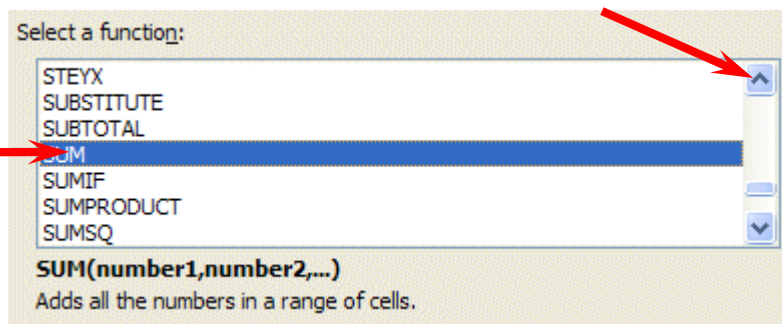 Select a function:
STEYX
SUBSTITUTE
SUBTOTAL
SUM
SUMIF
SUMPRODUCT
SUMSQ
SUM(number1,number2,...)
Adds all the numbers in a range of cells.